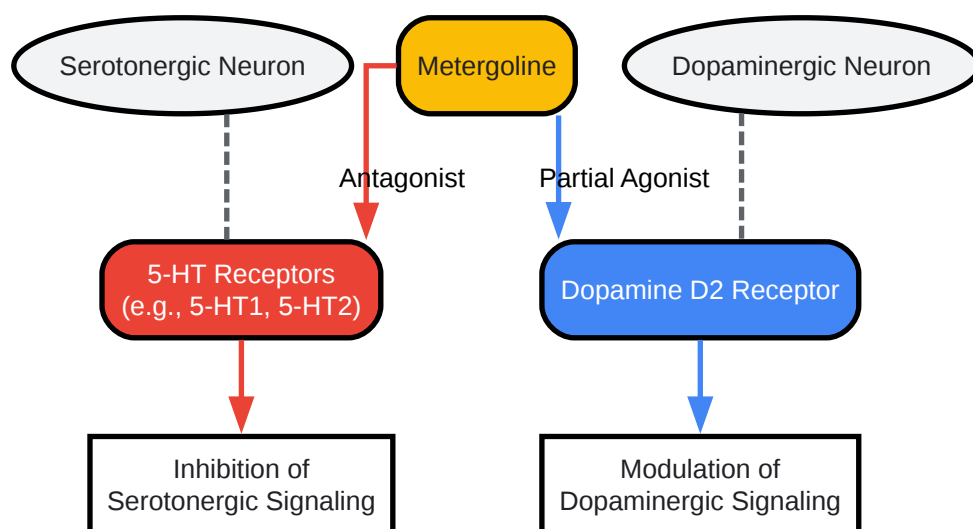 Serotonergic Neuron
Metergoline
Dopaminergic Neuron
Antagonist
Partial Agonist
5-HT Receptors
(e.g., 5-HT1, 5-HT2)
Dopamine D2 Receptor
Inhibition of
Serotonergic Signaling
Modulation of
Dopaminergic Signaling